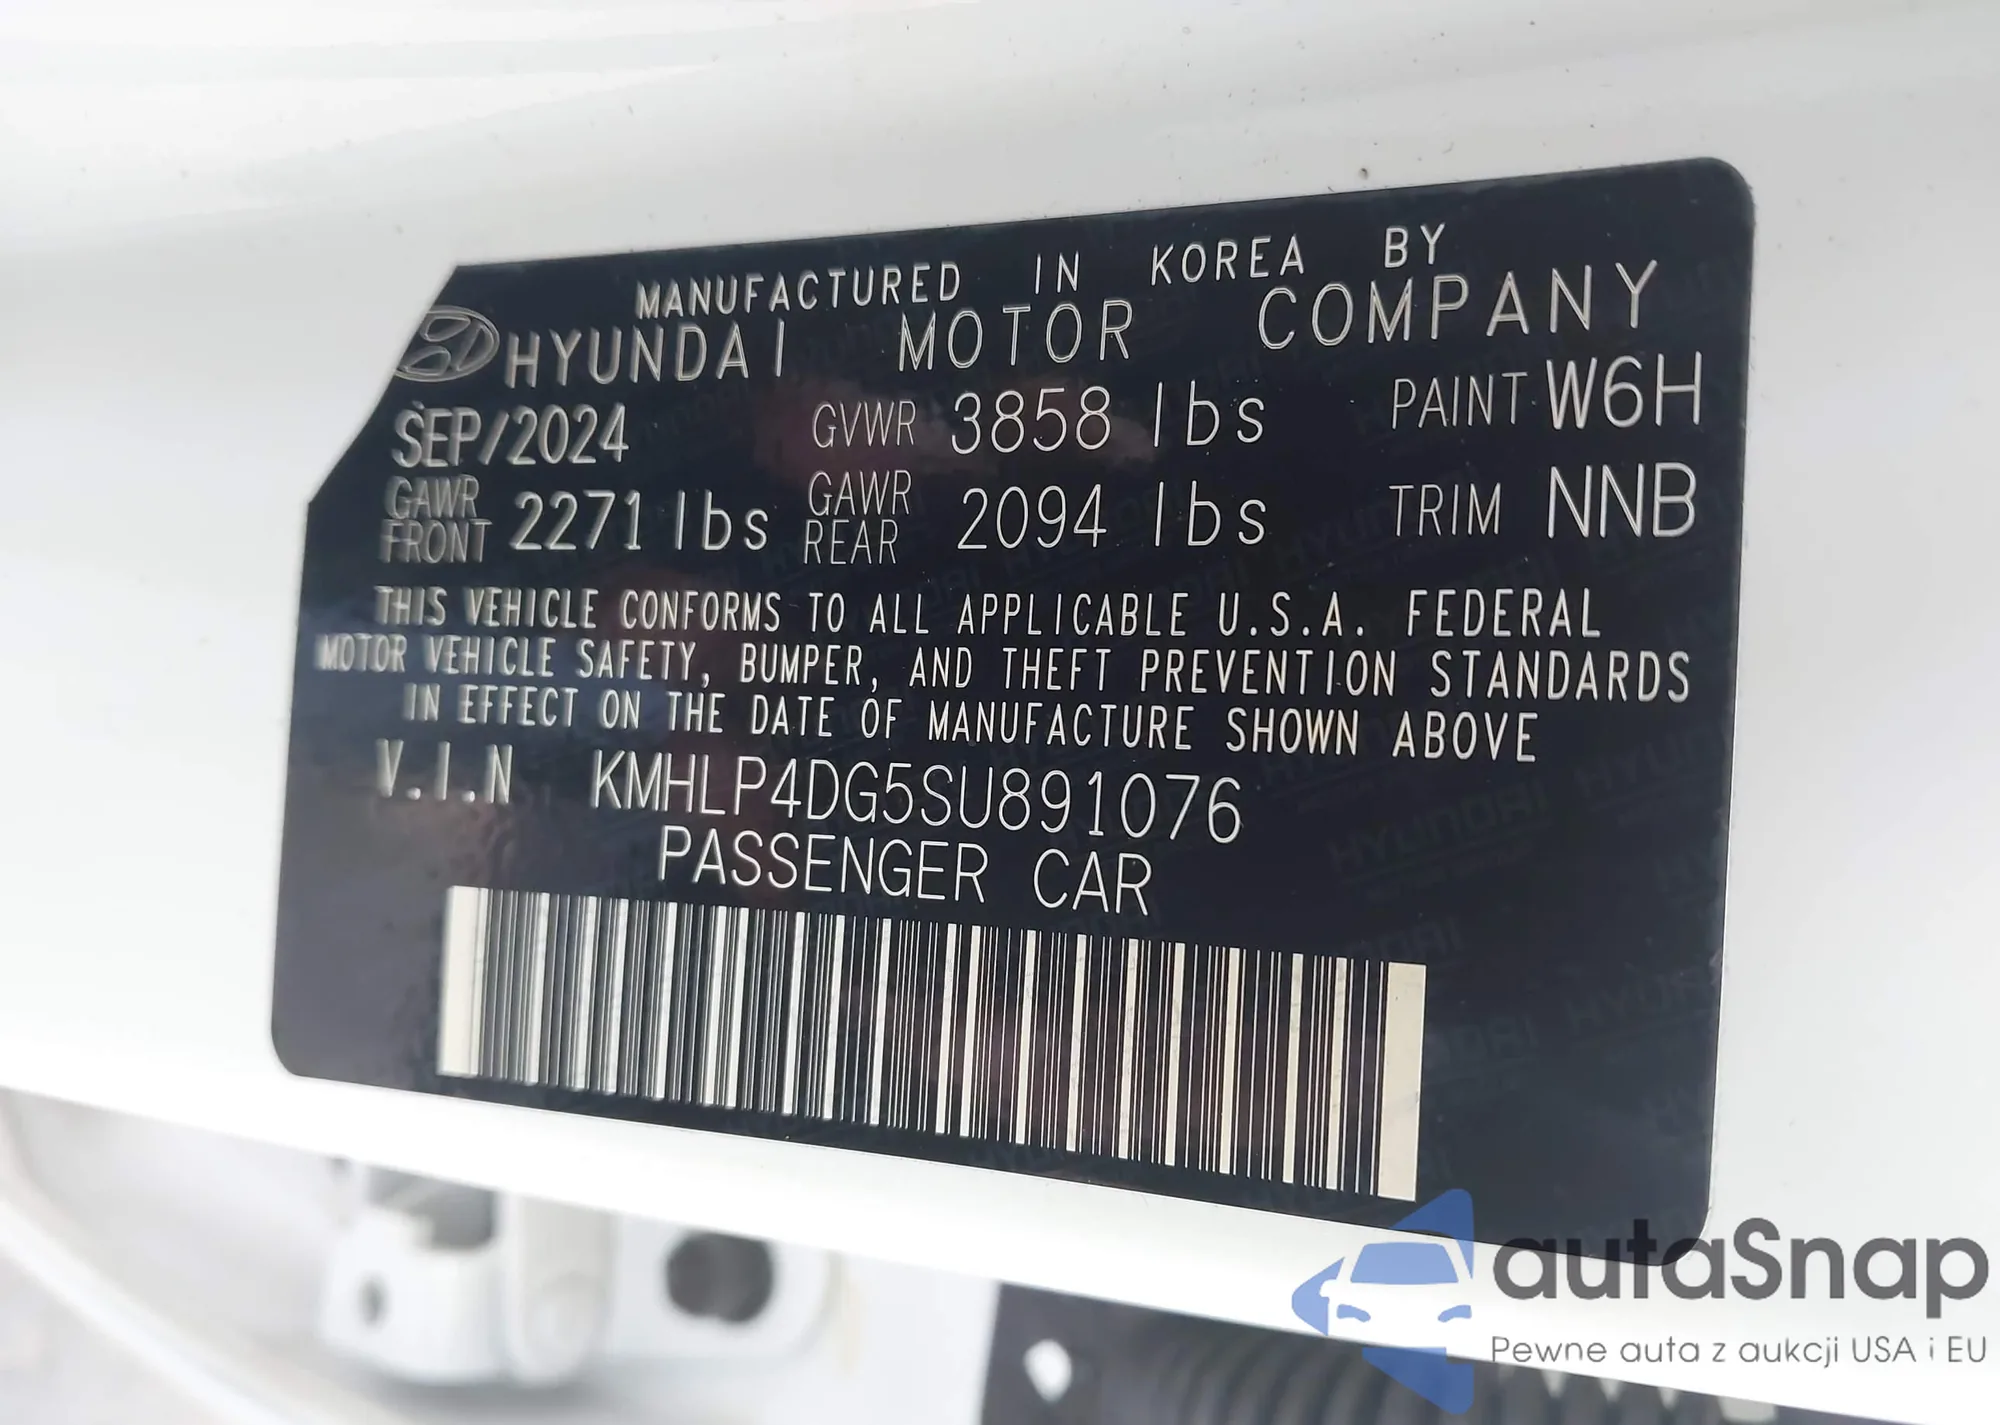 MANUFACTURED IN KOREA BY
HYUNDAI MOTOR COMPANY
SEP/2024 GVWR 3858 lbs PAINT W6H
GAWR FRONT 2271 lbs GAWR REAR 2094 lbs TRIM NNB
THIS VEHICLE CONFORMS TO ALL APPLICABLE U.S.A. FEDERAL
MOTOR VEHICLE SAFETY, BUMPER, AND THEFT PREVENTION STANDARDS
IN EFFECT ON THE DATE OF MANUFACTURE SHOWN ABOVE
V.I.N KMHLP4DG5SU891076
PASSENGER CAR
autaSnap
Pewne auta z aukcji USA i EU